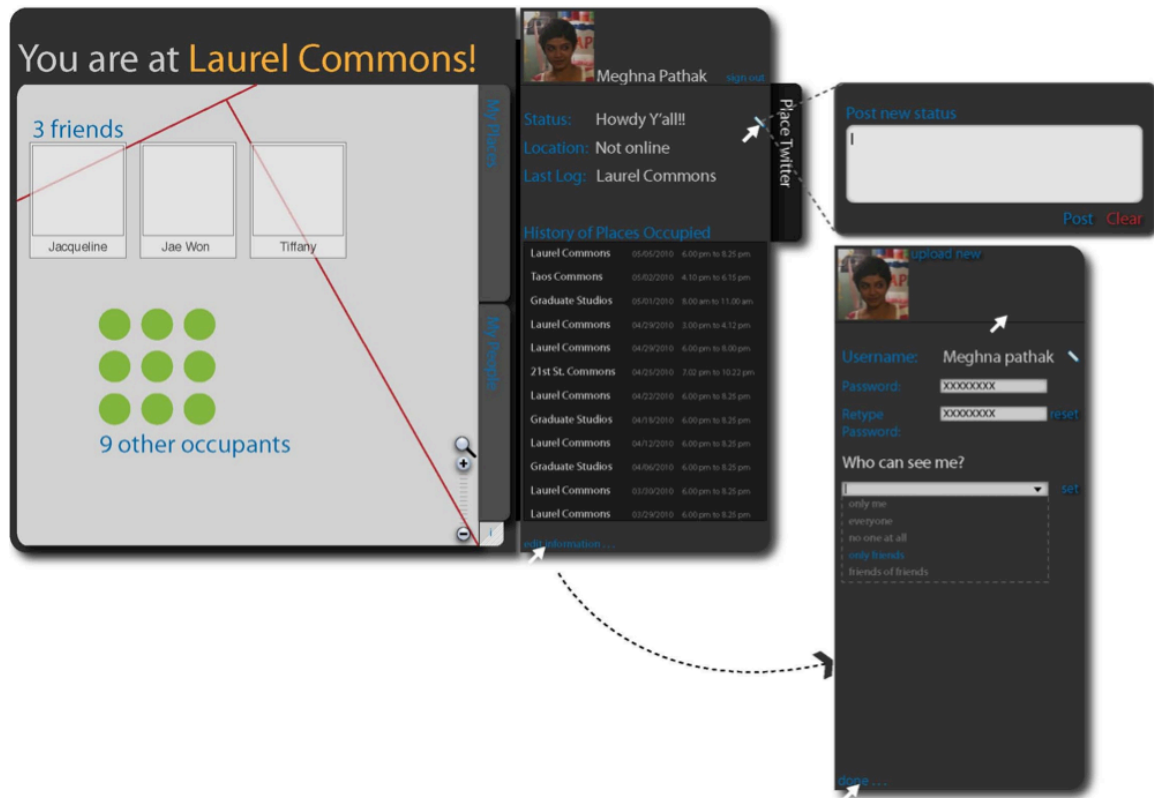 You are at Laurel Commons!
3 friends
Jacqueline
Jae Won
Tiffany
9 other occupants
My Places
My People
i
Meghna Pathak
sign out
Status: Howdy Y'all!!
Location: Not online
Last Log: Laurel Commons
Place Twitter
History of Places Occupied
Laurel Commons 05/05/2010 6.00 pm to 8.25 pm
Taos Commons 05/02/2010 4.10 pm to 6.15 pm
Graduate Studios 05/01/2010 8.00 am to 11.00 am
Laurel Commons 04/29/2010 3.00 pm to 4.12 pm
Laurel Commons 04/29/2010 6.00 pm to 8.00 pm
21st St. Commons 04/25/2010 7.02 pm to 10.22 pm
Laurel Commons 04/22/2010 6.00 pm to 8.25 pm
Graduate Studios 04/18/2010 6.00 pm to 8.25 pm
Laurel Commons 04/12/2010 6.00 pm to 8.25 pm
Graduate Studios 04/06/2010 6.00 pm to 8.25 pm
Laurel Commons 03/30/2010 6.00 pm to 8.25 pm
Laurel Commons 03/29/2010 6.00 pm to 8.25 pm
edit information . . .
Post new status
Post Clear
upload new
Username: Meghna pathak
Password: XXXXXXXX
Retype XXXXXXXX reset
Password:
Who can see me?
set
only me
everyone
no one at all
only friends
friends of friends
done . . .